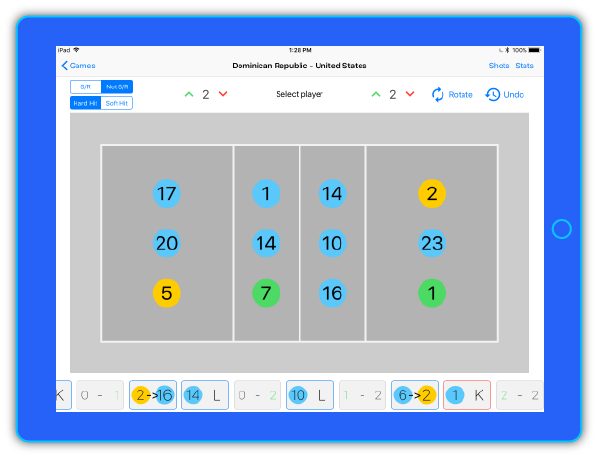 iPad 1:28 PM 100%
Games Dominican Republic - United States Shots Stats
S/R Not S/R
2 Select player 2 Rotate Undo
Hard Hit Soft Hit
17 1 14 2
20 14 10 23
5 7 16 1
K 0 - 1 2->16 14 L 0 - 2 10 L 1 - 2 6->2 1 K 2 - 2